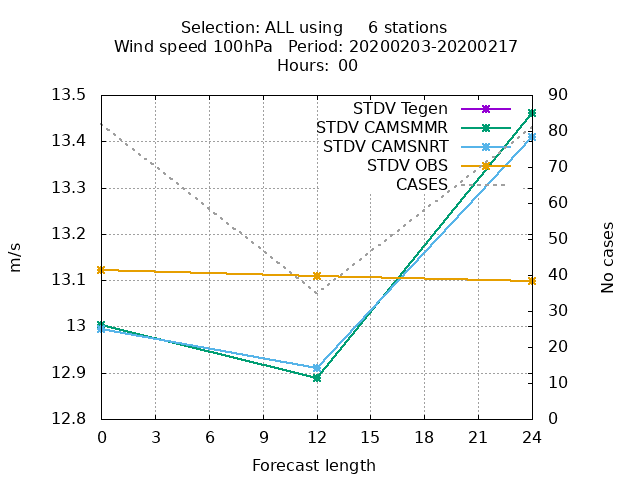 Selection: ALL using 6 stations
Wind speed 100hPa Period: 20200203-20200217
Hours: 00
STDV Tegen
STDV CAMSMMR
STDV CAMSNRT
STDV OBS
CASES
13.5
13.4
13.3
13.2
13.1
13
12.9
12.8
m/s
90
80
70
60
50
40
30
20
10
0
No cases
0 3 6 9 12 15 18 21 24
Forecast length